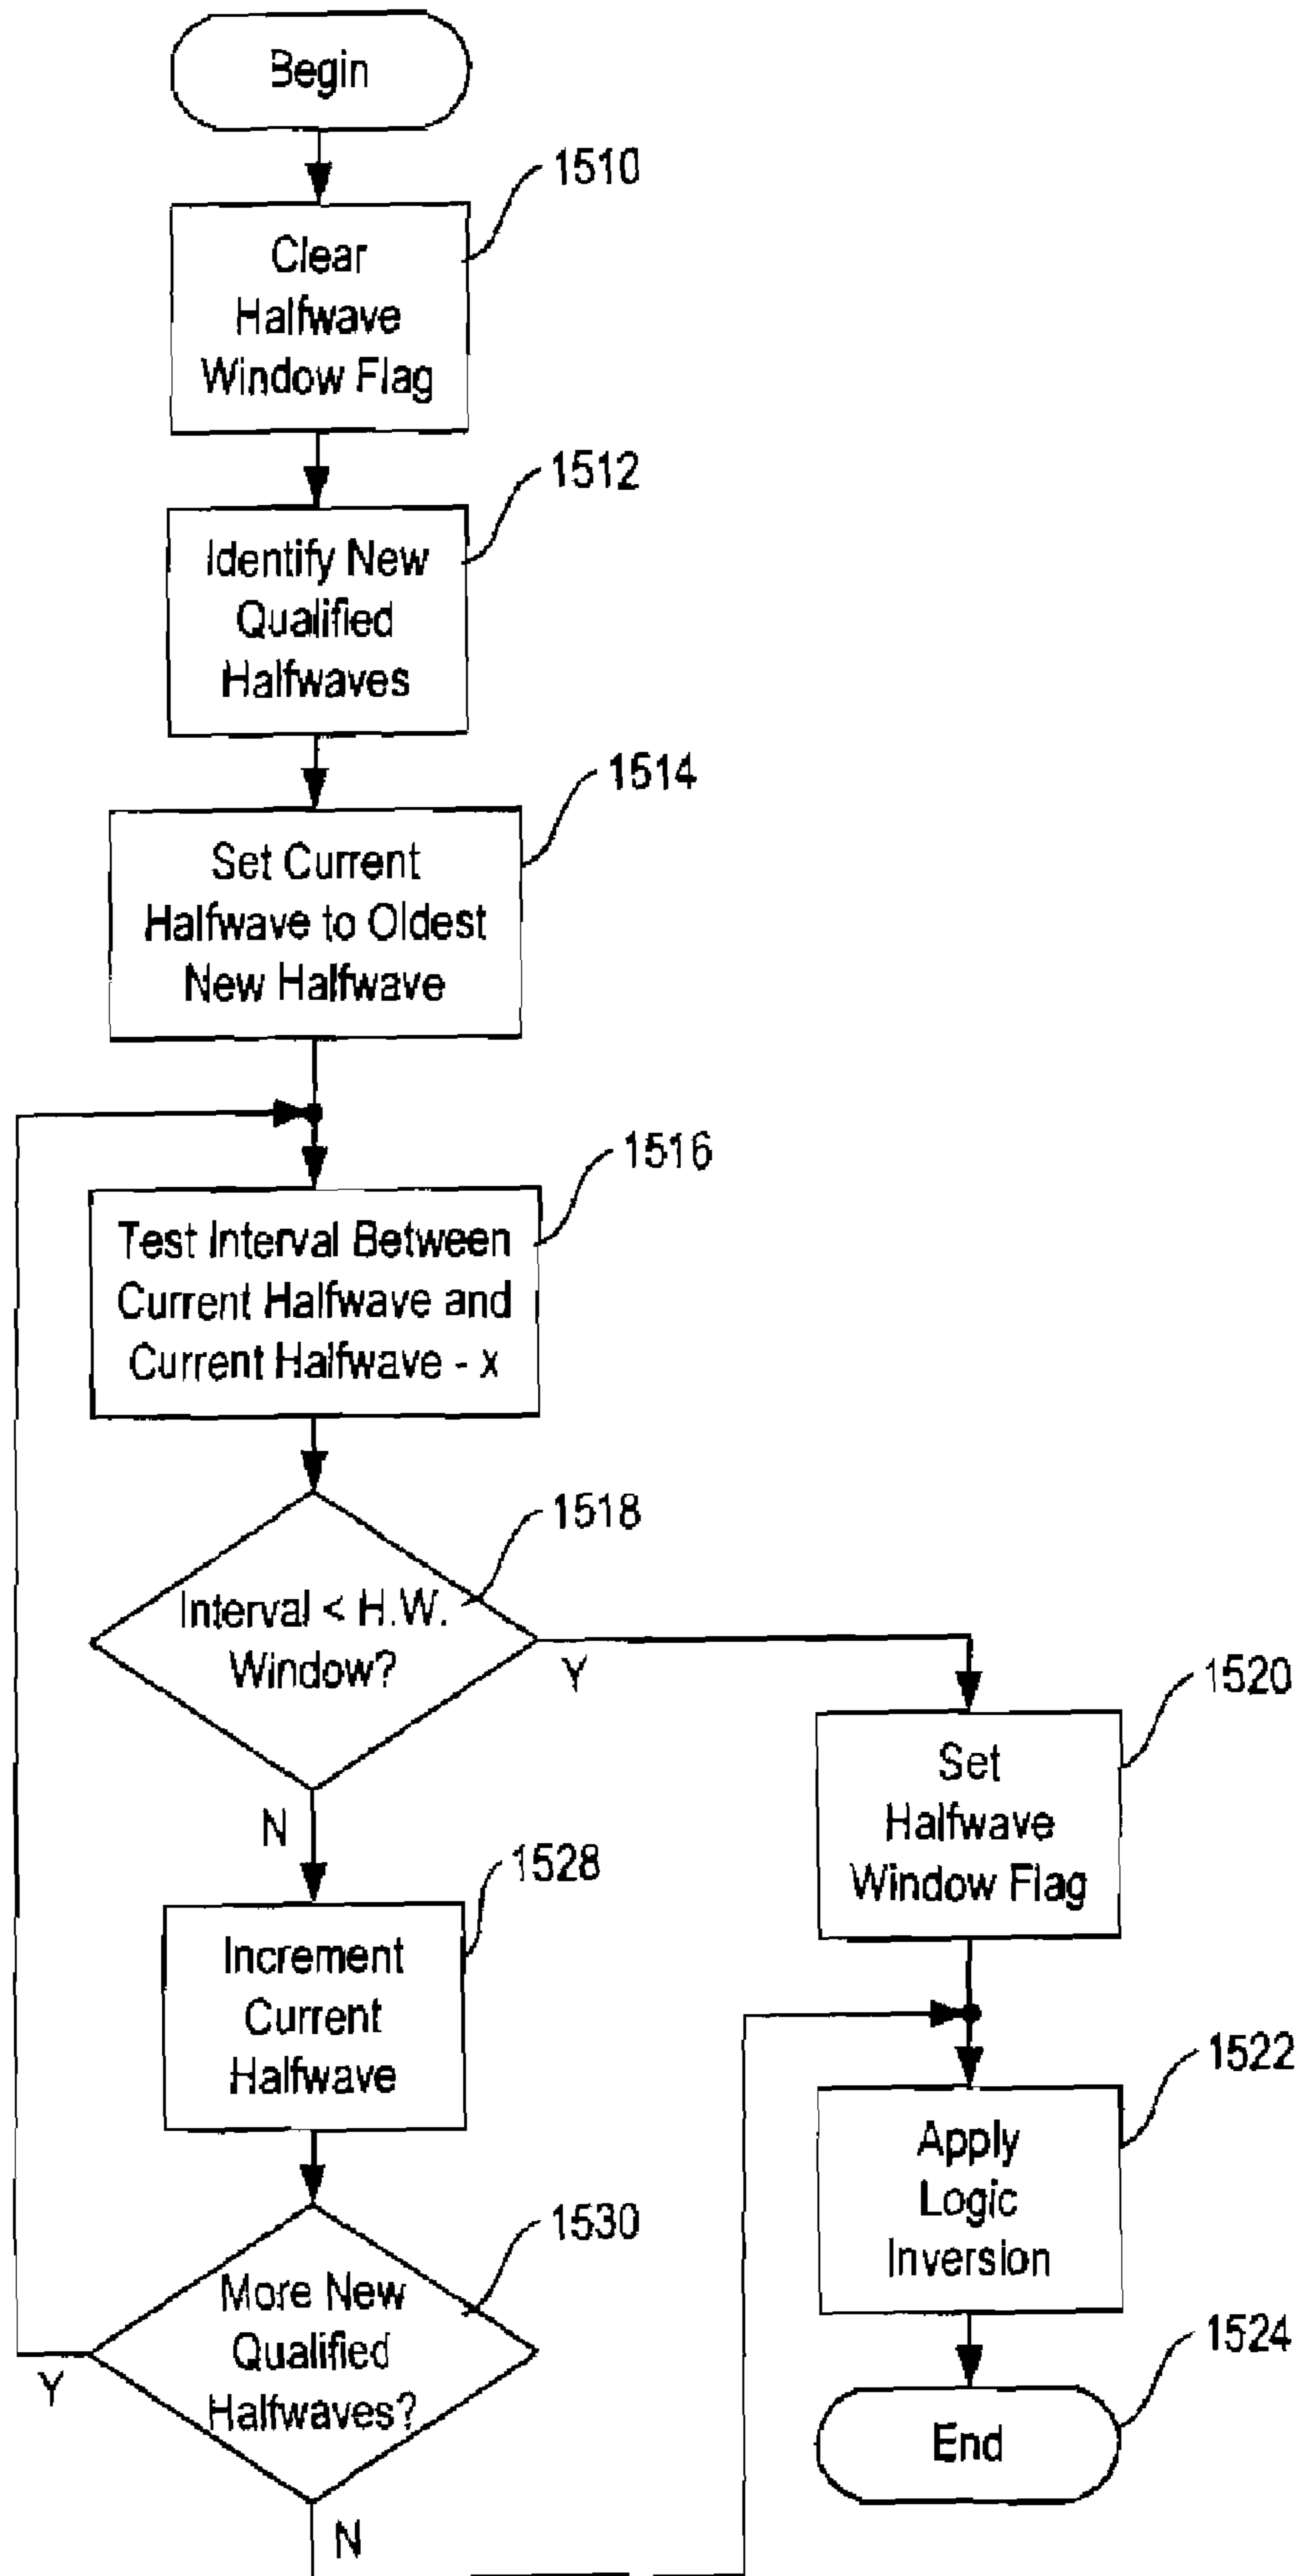 Begin
1510
Clear
Halfwave
Window Flag
1512
Identify New
Qualified
Halfwaves
1514
Set Current
Halfwave to Oldest
New Halfwave
1516
Test Interval Between
Current Halfwave and
Current Halfwave - x
1518
Interval < H.W.
Window?
Y
1520
Set
Halfwave
Window Flag
N
1528
Increment
Current
Halfwave
1522
Apply
Logic
Inversion
1530
More New
Qualified
Halfwaves?
Y
N
1524
End